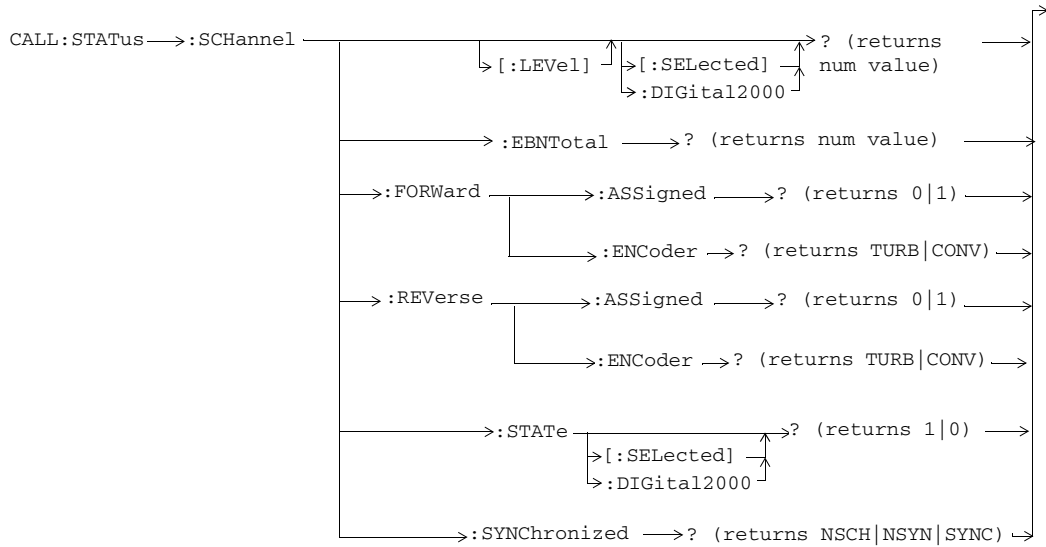 CALL:STATus :SCHannel ? (returns
num value)
[:LEVel] [:SELected]
:DIGital2000
:EBNTotal ? (returns num value)
:FORWard :ASSigned ? (returns 0|1)
:ENCoder ? (returns TURB|CONV)
:REVerse :ASSigned ? (returns 0|1)
:ENCoder ? (returns TURB|CONV)
:STATe ? (returns 1|0)
[:SELected]
:DIGital2000
:SYNChronized ? (returns NSCH|NSYN|SYNC)